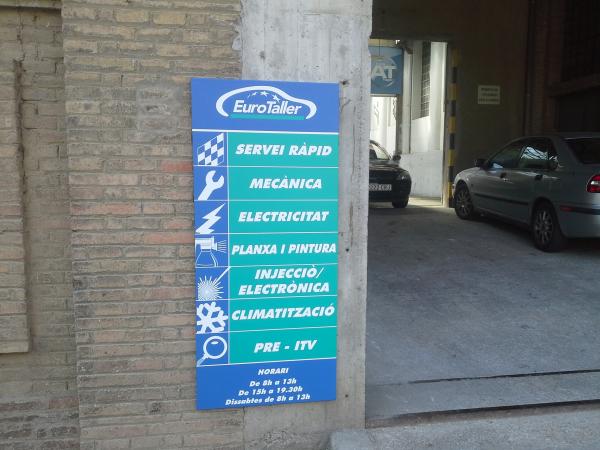 EuroTaller
SERVEI RÀPID
MECÀNICA
ELECTRICITAT
PLANXA I PINTURA
INJECCIÓ/
ELECTRÒNICA
CLIMATITZACIÓ
PRE - ITV
HORARI
De 8h a 13h
De 15h a 19.30h
Dissabtes de 8h a 13h